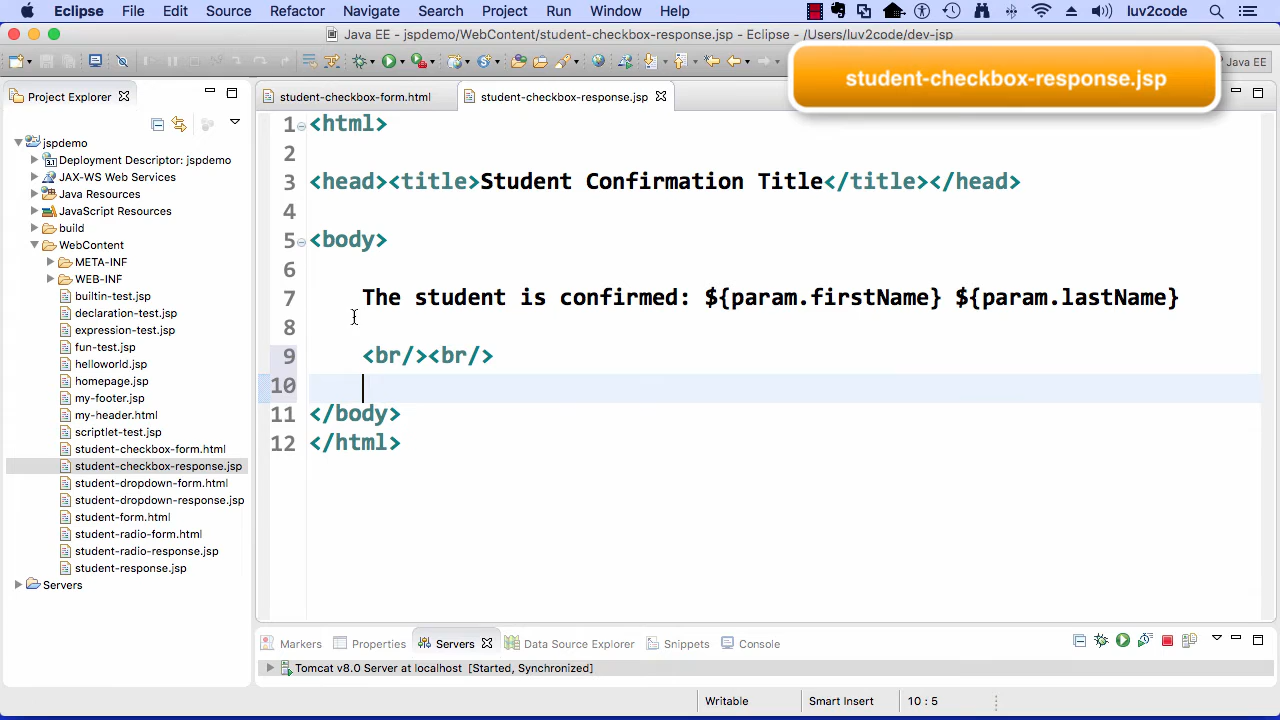 Eclipse File Edit Source Refactor Navigate Search Project Run Window Help luv2code
Java EE - jspdemo/WebContent/student-checkbox-response.jsp - Eclipse - /Users/luv2code/dev-jsp
student-checkbox-response.jsp
Java EE
Project Explorer
student-checkbox-form.html student-checkbox-response.jsp
jspdemo
Deployment Descriptor: jspdemo
JAX-WS Web Services
Java Resources
JavaScript Resources
build
WebContent
META-INF
WEB-INF
builtin-test.jsp
declaration-test.jsp
expression-test.jsp
fun-test.jsp
helloworld.jsp
homepage.jsp
my-footer.jsp
my-header.html
scriptlet-test.jsp
student-checkbox-form.html
student-checkbox-response.jsp
student-dropdown-form.html
student-dropdown-response.jsp
student-form.html
student-radio-form.html
student-radio-response.jsp
student-response.jsp
Servers
1 <html>
2
3 <head><title>Student Confirmation Title</title></head>
4
5 <body>
6
7 The student is confirmed: ${param.firstName} ${param.lastName}
8
9 <br/><br/>
10
11 </body>
12 </html>
Markers Properties Servers Data Source Explorer Snippets Console
Tomcat v8.0 Server at localhost [Started, Synchronized]
Writable Smart Insert 10 : 5